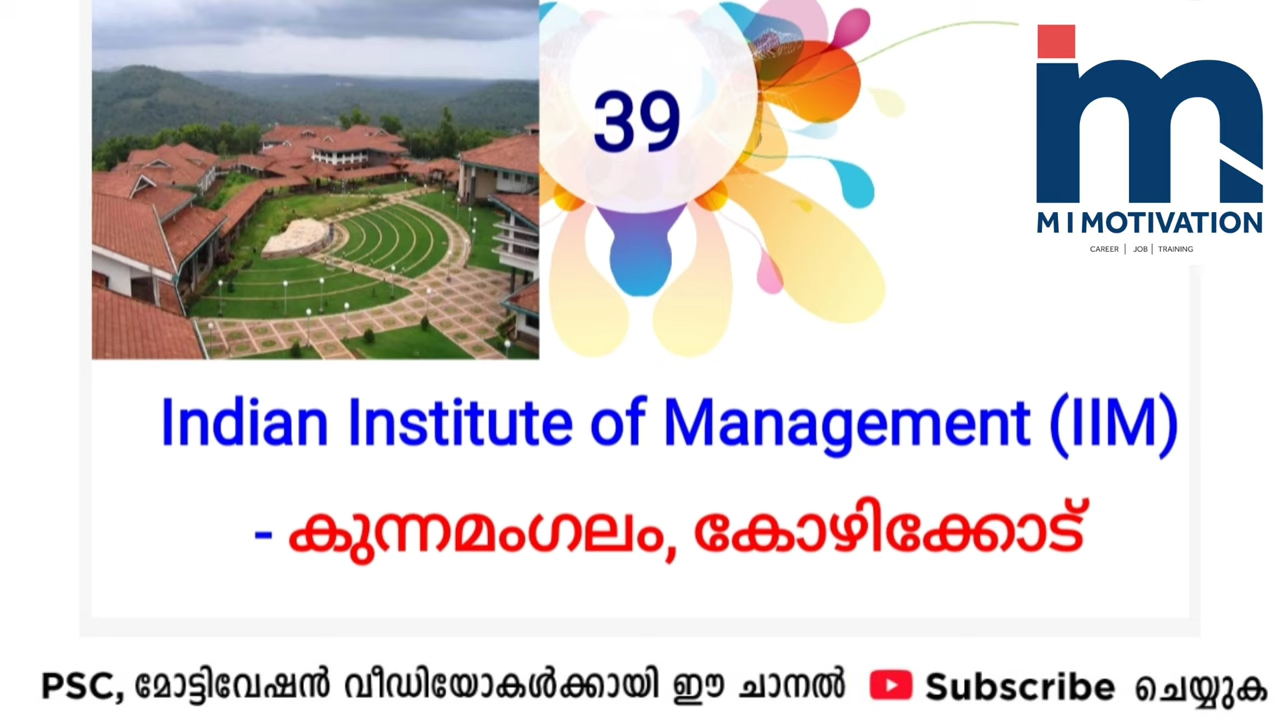 39
M I MOTIVATION
CAREER | JOB | TRAINING
Indian Institute of Management (IIM)
- കുന്നമംഗലം, കോഴിക്കോട്
PSC, മോട്ടിവേഷൻ വീഡിയോകൾക്കായി ഈ ചാനൽ Subscribe ചെയ്യുക